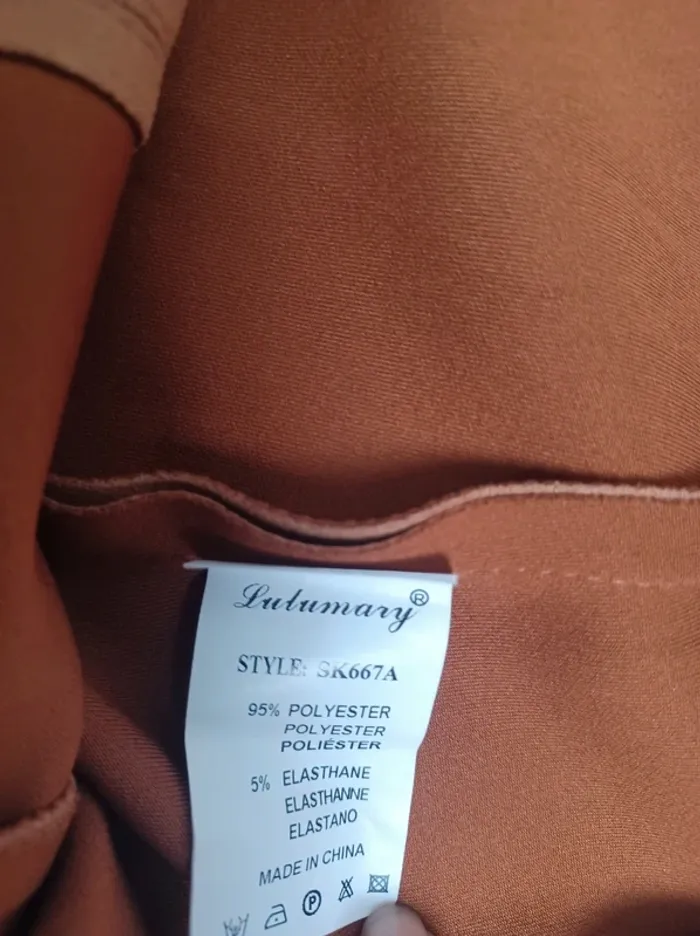 Lulumary®
STYLE: SK667A
95% POLYESTER
POLYESTER
POLIÉSTER
5% ELASTHANE
ELASTHANNE
ELASTANO
MADE IN CHINA
P